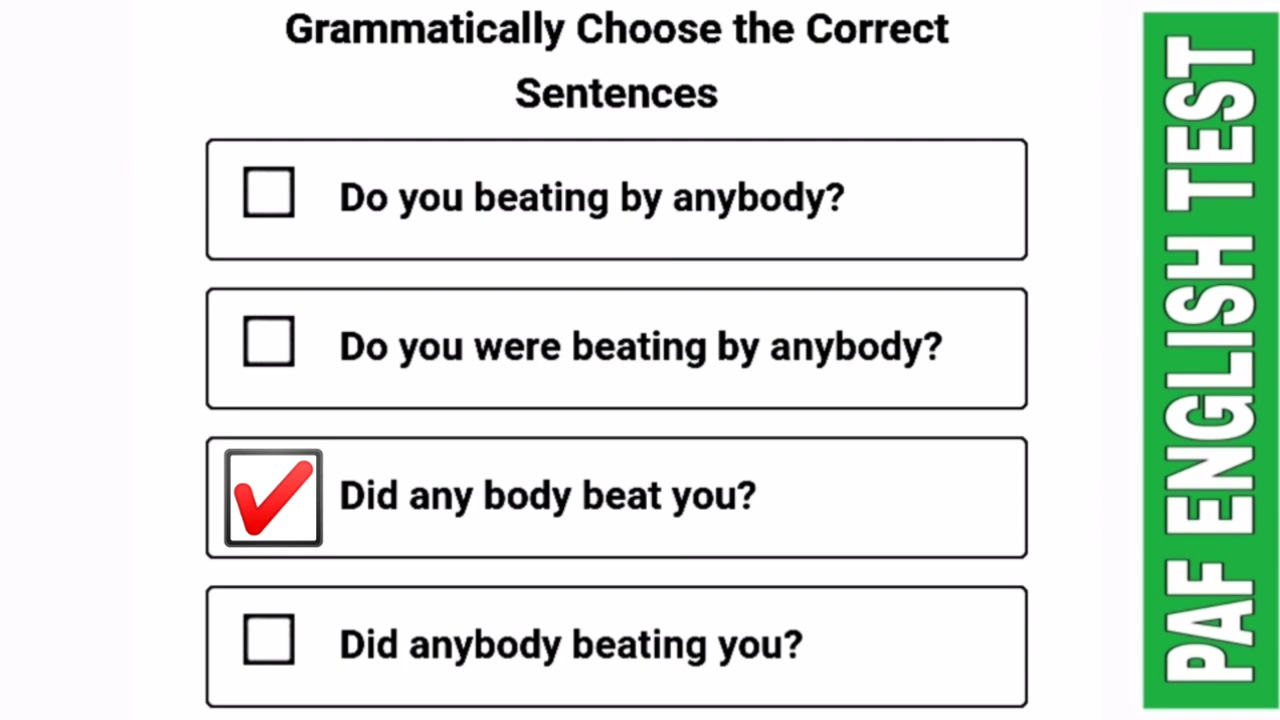 Grammatically Choose the Correct
Sentences
Do you beating by anybody?
Do you were beating by anybody?
Did any body beat you?
Did anybody beating you?
PAF ENGLISH TEST